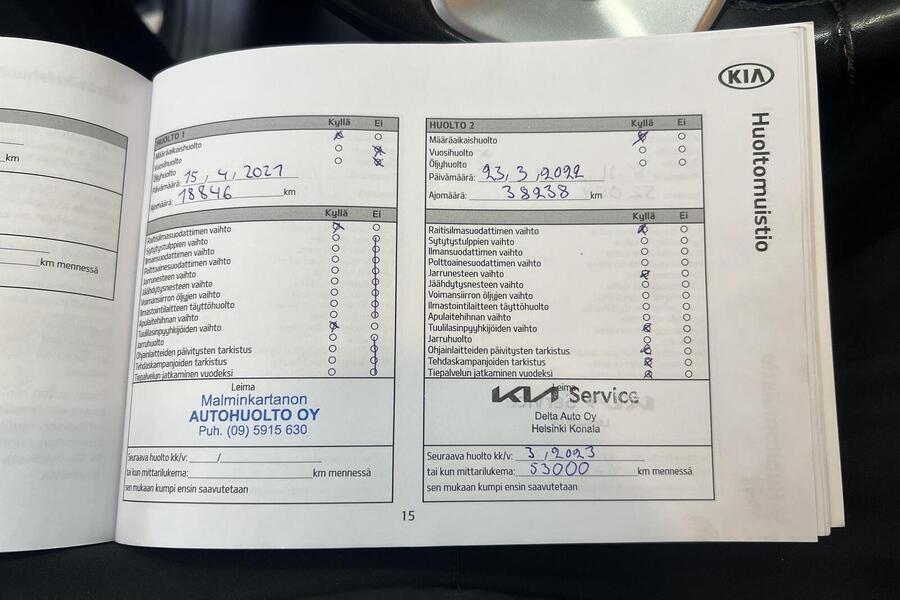 km
km mennessä
HUOLTO 1 Kyllä Ei
Määräaikaishuolto
Vuosihuolto
Öljyhuolto
Päivämäärä: 15, 4, 2021
Ajomäärä: 18846 km
Kyllä Ei
Raitisilmasuodattimen vaihto
Sytytystulppien vaihto
Ilmansuodattimen vaihto
Polttoainesuodattimen vaihto
Jarrunesteen vaihto
Jäähdytysnesteen vaihto
Voimansiirron öljyjen vaihto
Ilmastointilaitteen täyttöhuolto
Apulaitehihnan vaihto
Tuulilasinpyyhkijöiden vaihto
Jarruhuolto
Ohjainlaitteiden päivitysten tarkistus
Tehdaskampanjoiden tarkistus
Tiepalvelun jatkaminen vuodeksi
Leima
Malminkartanon
AUTOHUOLTO OY
Puh. (09) 5915 630
Seuraava huolto kk/v: /
tai kun mittarilukema: km mennessä
sen mukaan kumpi ensin saavutetaan
HUOLTO 2 Kyllä Ei
Määräaikaishuolto
Vuosihuolto
Öljyhuolto
Päivämäärä: 23, 3, 2022
Ajomäärä: 38238 km
Kyllä Ei
Raitisilmasuodattimen vaihto
Sytytystulppien vaihto
Ilmansuodattimen vaihto
Polttoainesuodattimen vaihto
Jarrunesteen vaihto
Jäähdytysnesteen vaihto
Voimansiirron öljyjen vaihto
Ilmastointilaitteen täyttöhuolto
Apulaitehihnan vaihto
Tuulilasinpyyhkijöiden vaihto
Jarruhuolto
Ohjainlaitteiden päivitysten tarkistus
Tehdaskampanjoiden tarkistus
Tiepalvelun jatkaminen vuodeksi
Leima
KIA Service
Delta Auto Oy
Helsinki Konala
Seuraava huolto kk/v: 3, 2023
tai kun mittarilukema: 53000 km mennessä
sen mukaan kumpi ensin saavutetaan
15
KIA
Huoltomuistio